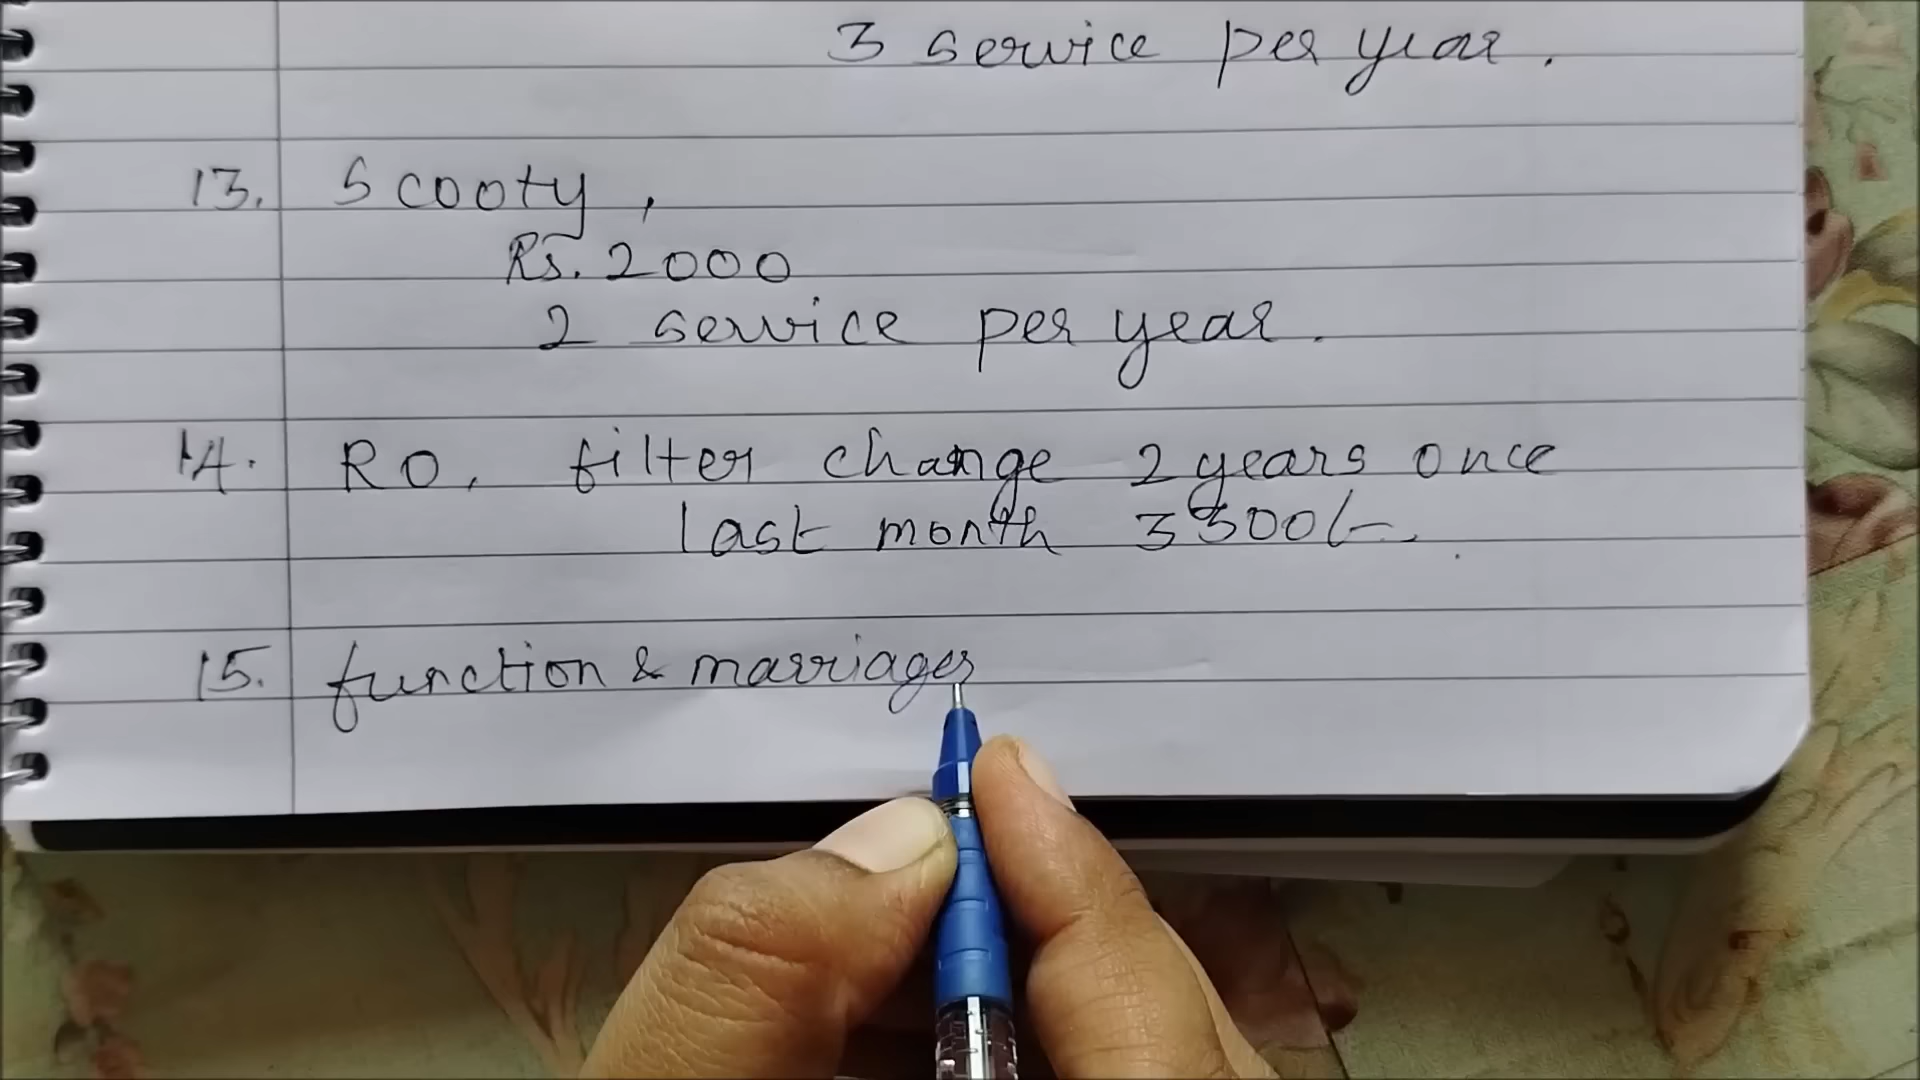 3 service per year.
13. Scooty,
Rs. 2000
2 service per year.
14. RO, filter change 2 years once
last month 3500/-.
15. function & marriages